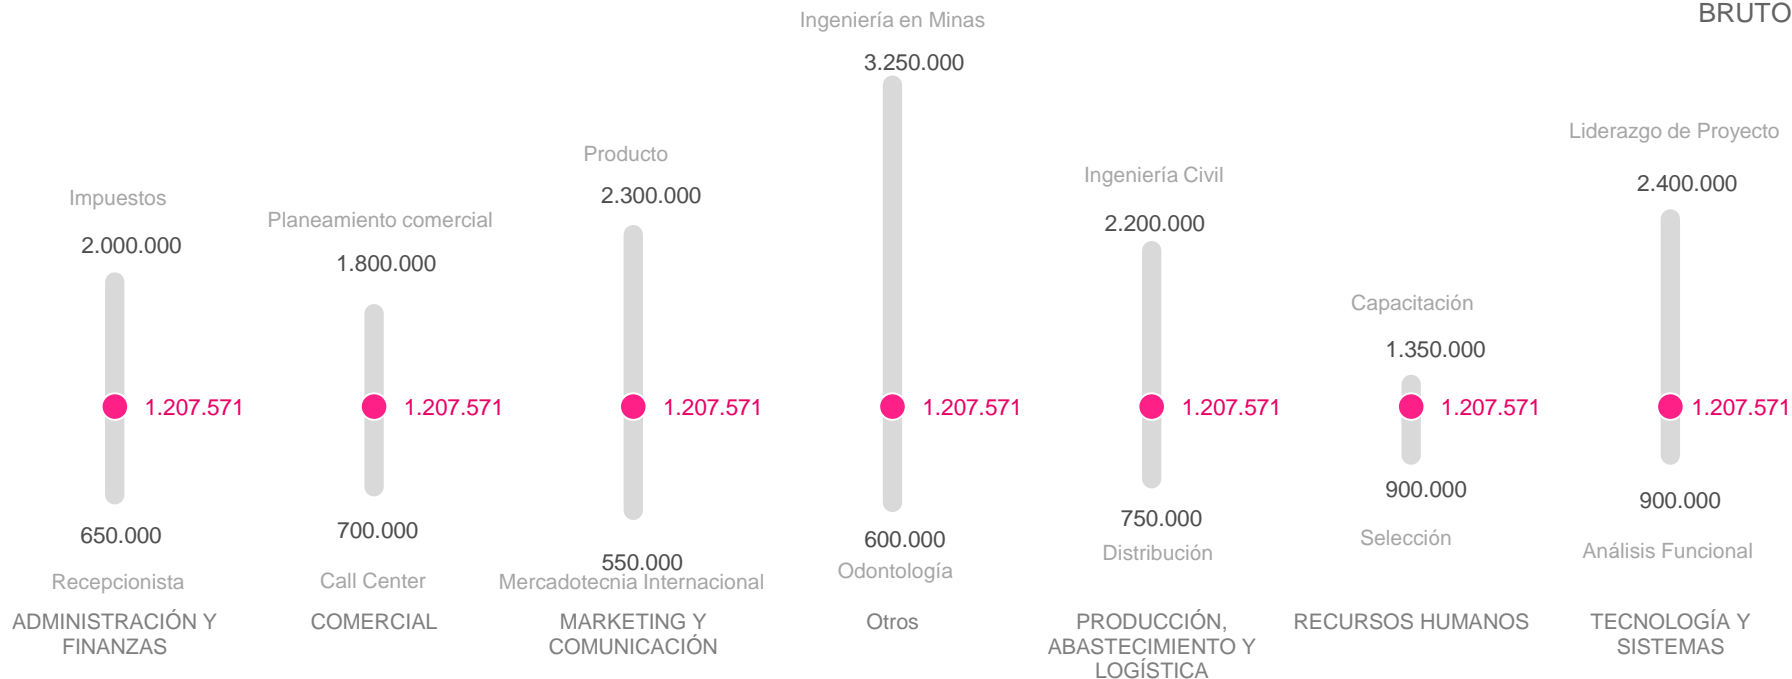 BRUTO
Ingeniería en Minas
3.250.000
Liderazgo de Proyecto
2.400.000
Producto
2.300.000
Ingeniería Civil
2.200.000
Impuestos
2.000.000
Planeamiento comercial
1.800.000
Capacitación
1.350.000
1.207.571
1.207.571
1.207.571
1.207.571
1.207.571
1.207.571
1.207.571
650.000
Recepcionista
700.000
Call Center
550.000
Mercadotecnia Internacional
600.000
Odontología
750.000
Distribución
900.000
Selección
900.000
Análisis Funcional
ADMINISTRACIÓN Y
FINANZAS
COMERCIAL
MARKETING Y
COMUNICACIÓN
Otros
PRODUCCIÓN,
ABASTECIMIENTO Y
LOGÍSTICA
RECURSOS HUMANOS
TECNOLOGÍA Y
SISTEMAS